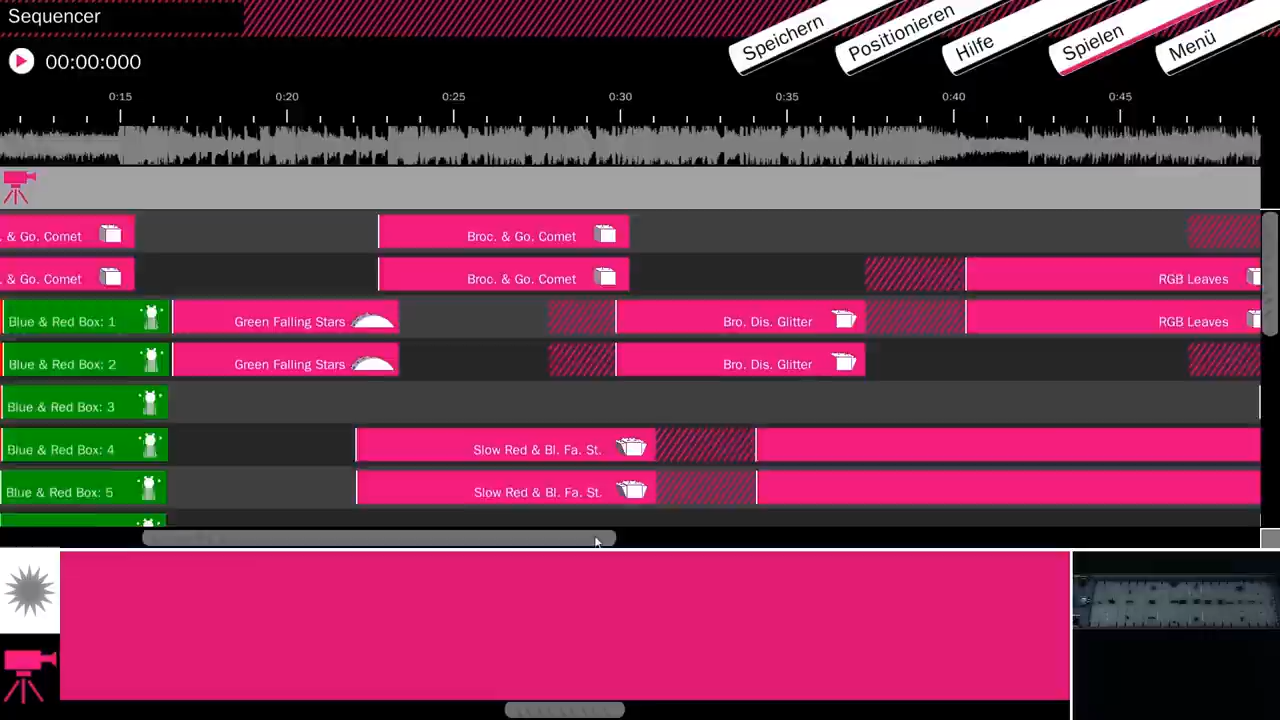 Sequencer
Speichern
Positionieren
Hilfe
Spielen
Menü
00:00:000
0:15 0:20 0:25 0:30 0:35 0:40 0:45
. & Go. Comet Broc. & Go. Comet
. & Go. Comet Broc. & Go. Comet RGB Leaves
Blue & Red Box: 1 Green Falling Stars Bro. Dis. Glitter RGB Leaves
Blue & Red Box: 2 Green Falling Stars Bro. Dis. Glitter
Blue & Red Box: 3
Blue & Red Box: 4 Slow Red & Bl. Fa. St.
Blue & Red Box: 5 Slow Red & Bl. Fa. St.